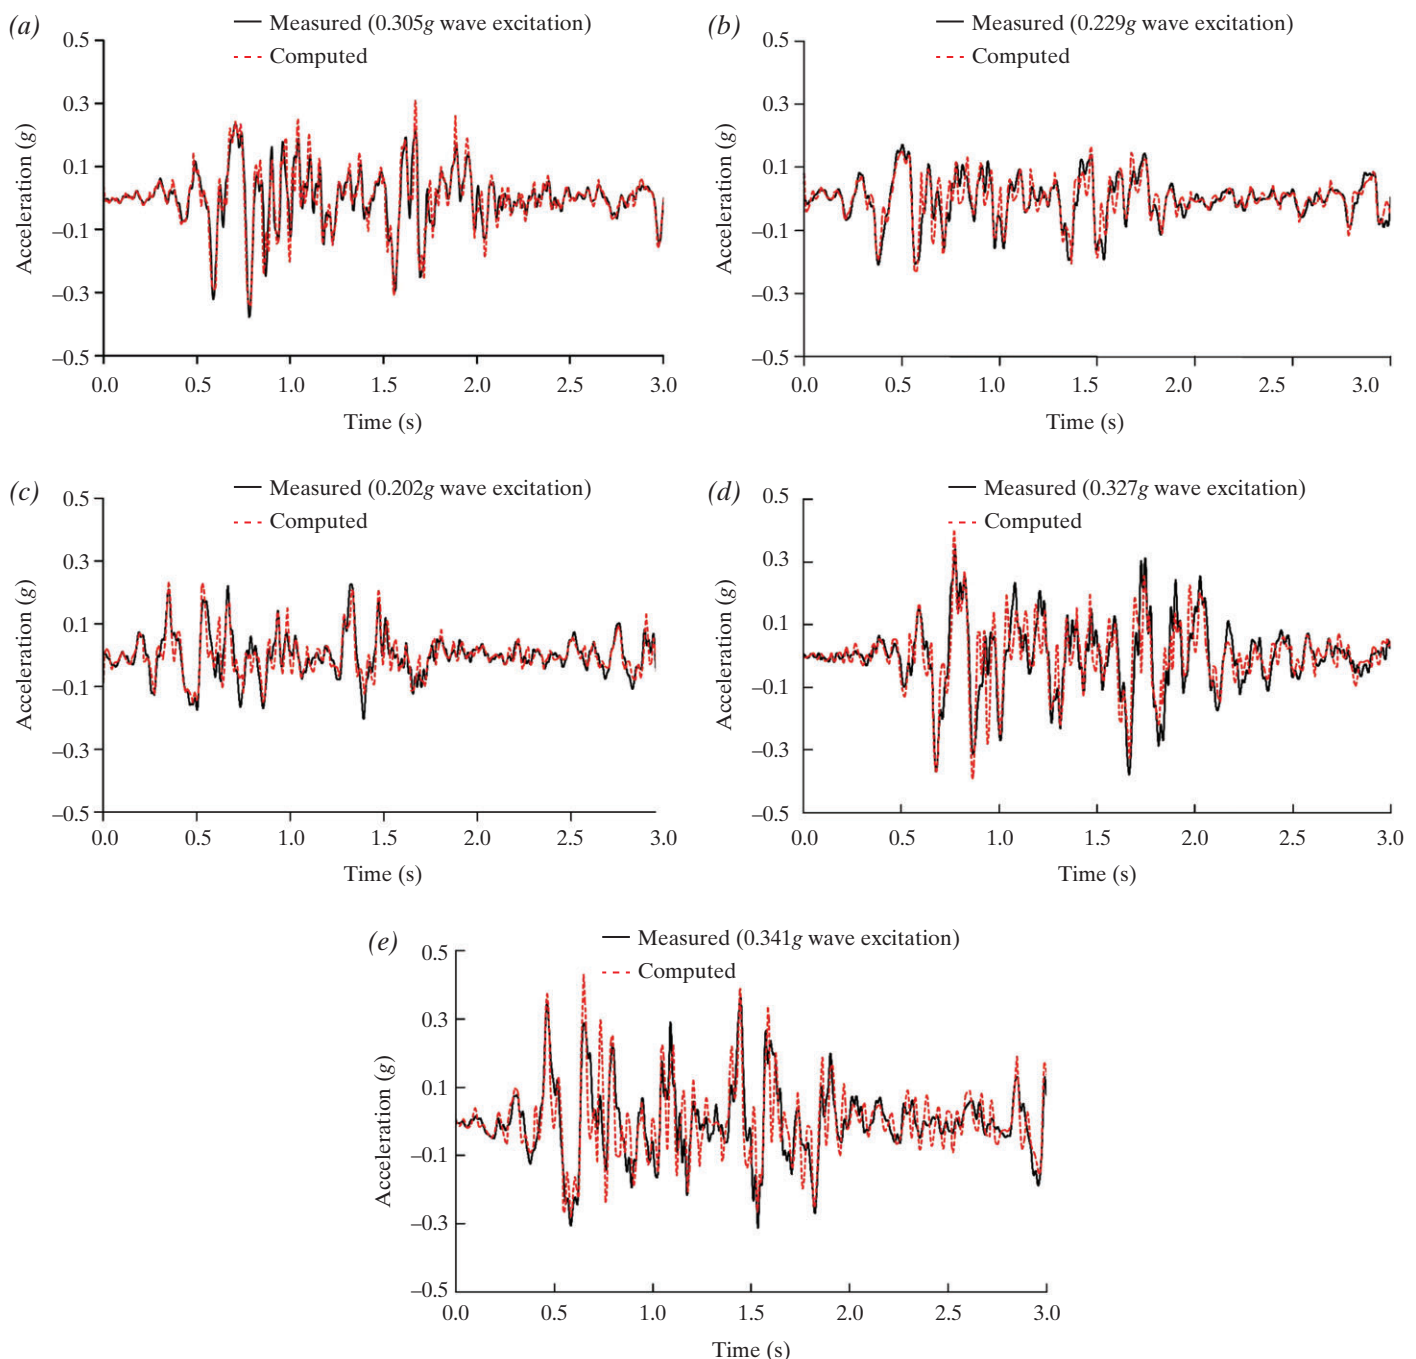 (a)
Measured (0.305g wave excitation)
Computed
0.5
0.3
0.1
–0.1
–0.3
–0.5
Acceleration (g)
0.0 0.5 1.0 1.5 2.0 2.5 3.0
Time (s)
(b)
Measured (0.229g wave excitation)
Computed
0.5
0.3
0.1
–0.1
–0.3
–0.5
Acceleration (g)
0.0 0.5 1.0 1.5 2.0 2.5 3.0
Time (s)
(c)
Measured (0.202g wave excitation)
Computed
0.5
0.3
0.1
–0.1
–0.3
–0.5
Acceleration (g)
0.0 0.5 1.0 1.5 2.0 2.5 3.0
Time (s)
(d)
Measured (0.327g wave excitation)
Computed
0.5
0.3
0.1
–0.1
–0.3
–0.5
Acceleration (g)
0.0 0.5 1.0 1.5 2.0 2.5 3.0
Time (s)
(e)
Measured (0.341g wave excitation)
Computed
0.5
0.3
0.1
–0.1
–0.3
–0.5
Acceleration (g)
0.0 0.5 1.0 1.5 2.0 2.5 3.0
Time (s)